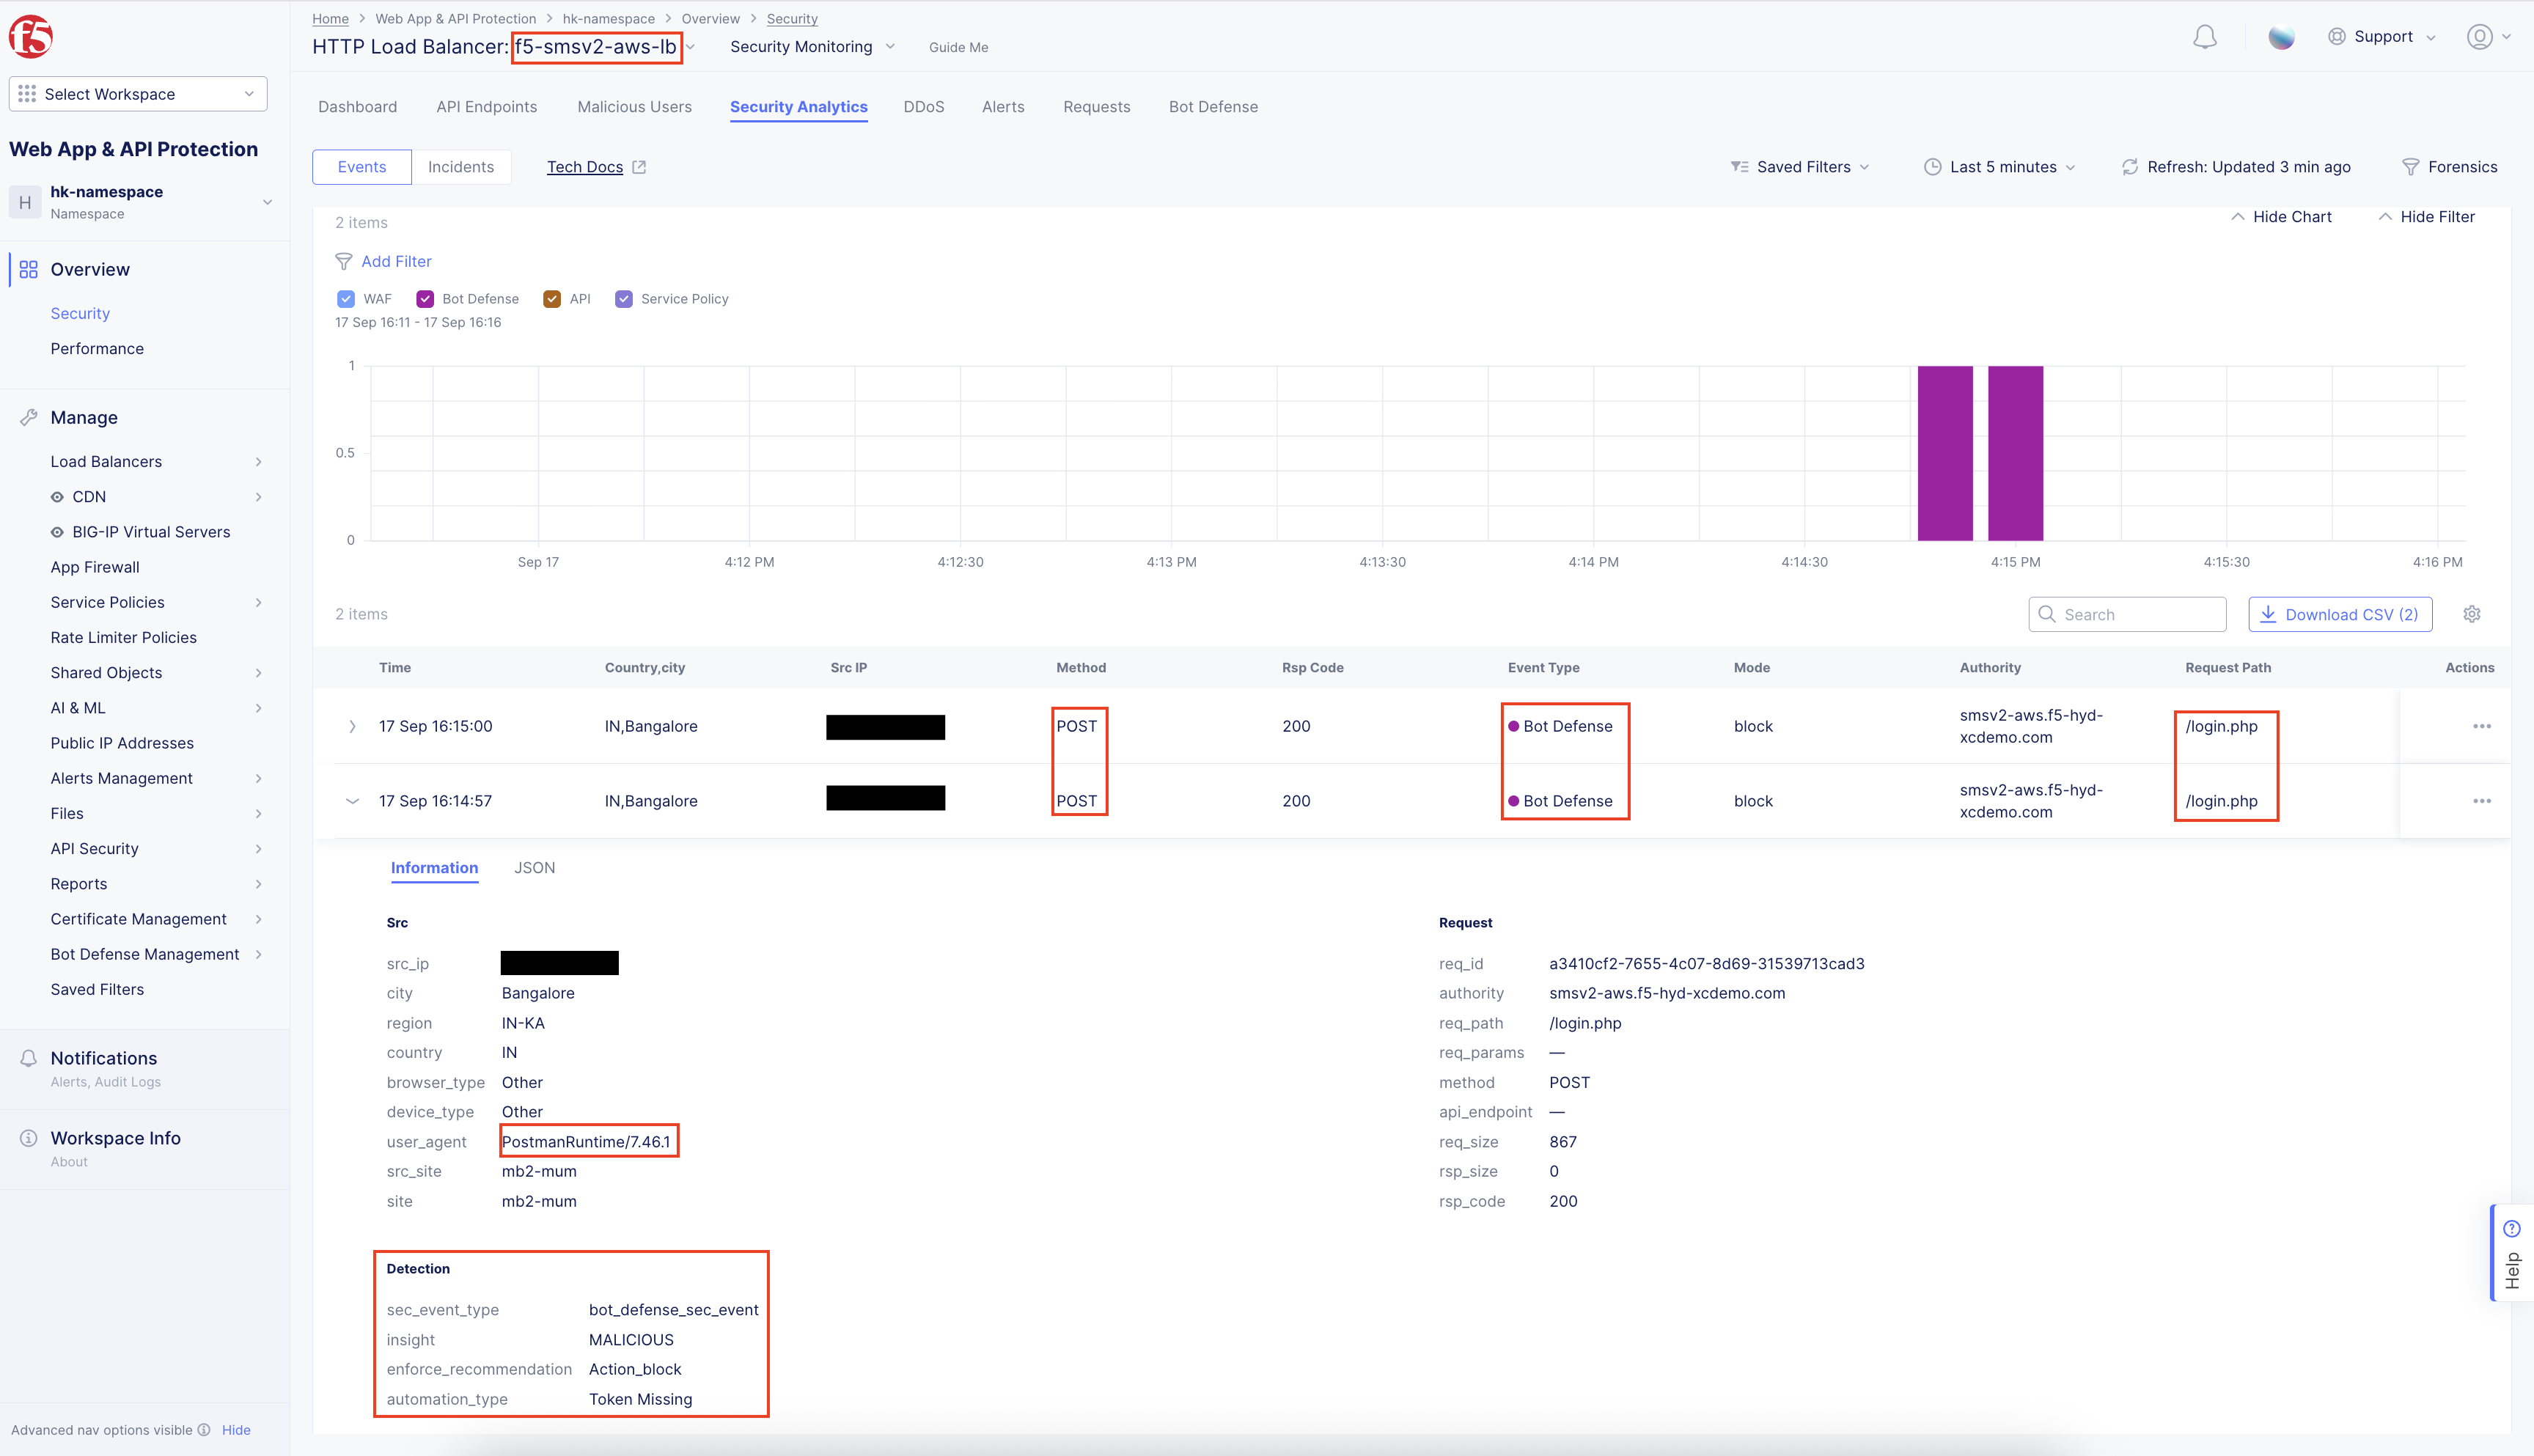 f5
Home > Web App & API Protection > hk-namespace > Overview > Security
HTTP Load Balancer: f5-smsv2-aws-lb
Security Monitoring
Guide Me
Support
Select Workspace
Web App & API Protection
H
hk-namespace
Namespace
Overview
Security
Performance
Manage
Load Balancers
CDN
BIG-IP Virtual Servers
App Firewall
Service Policies
Rate Limiter Policies
Shared Objects
AI & ML
Public IP Addresses
Alerts Management
Files
API Security
Reports
Certificate Management
Bot Defense Management
Saved Filters
Notifications
Alerts, Audit Logs
Workspace Info
About
Advanced nav options visible Hide
Dashboard API Endpoints Malicious Users Security Analytics DDoS Alerts Requests Bot Defense
Events Incidents Tech Docs
Saved Filters Last 5 minutes Refresh: Updated 3 min ago Forensics
2 items
Hide Chart Hide Filter
Add Filter
WAF Bot Defense API Service Policy
17 Sep 16:11 - 17 Sep 16:16
1
0.5
0
Sep 17 4:12 PM 4:12:30 4:13 PM 4:13:30 4:14 PM 4:14:30 4:15 PM 4:15:30 4:16 PM
2 items
Search
Download CSV (2)
Time Country,city Src IP Method Rsp Code Event Type Mode Authority Request Path Actions
17 Sep 16:15:00 IN,Bangalore POST 200 Bot Defense block smsv2-aws.f5-hyd-xcdemo.com /login.php
17 Sep 16:14:57 IN,Bangalore POST 200 Bot Defense block smsv2-aws.f5-hyd-xcdemo.com /login.php
Information JSON
Src
src_ip
city Bangalore
region IN-KA
country IN
browser_type Other
device_type Other
user_agent PostmanRuntime/7.46.1
src_site mb2-mum
site mb2-mum
Request
req_id a3410cf2-7655-4c07-8d69-31539713cad3
authority smsv2-aws.f5-hyd-xcdemo.com
req_path /login.php
req_params —
method POST
api_endpoint —
req_size 867
rsp_size 0
rsp_code 200
Detection
sec_event_type bot_defense_sec_event
insight MALICIOUS
enforce_recommendation Action_block
automation_type Token Missing
Help